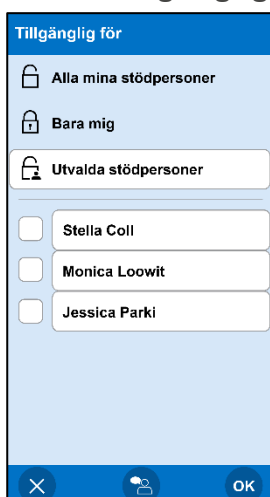 Tillgänglig för
Alla mina stödpersoner
Bara mig
Utvalda stödpersoner
Stella Coll
Monica Loowit
Jessica Parki
OK